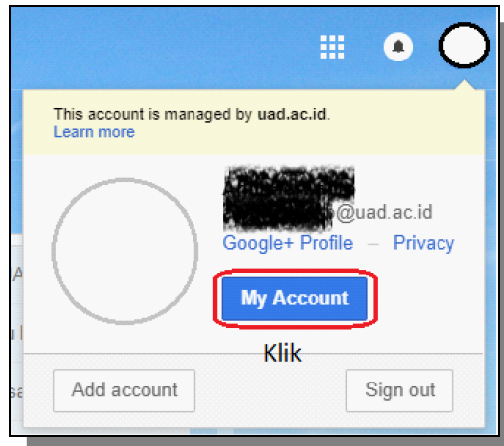 This account is managed by uad.ac.id.
Learn more
@uad.ac.id
Google+ Profile – Privacy
My Account
Klik
Add account
Sign out